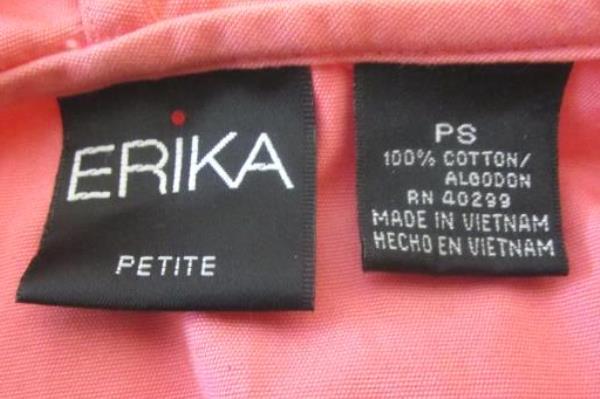 ERiKA
PETITE
PS
100% COTTON/
ALGODON
RN 40299
MADE IN VIETNAM
HECHO EN VIETNAM